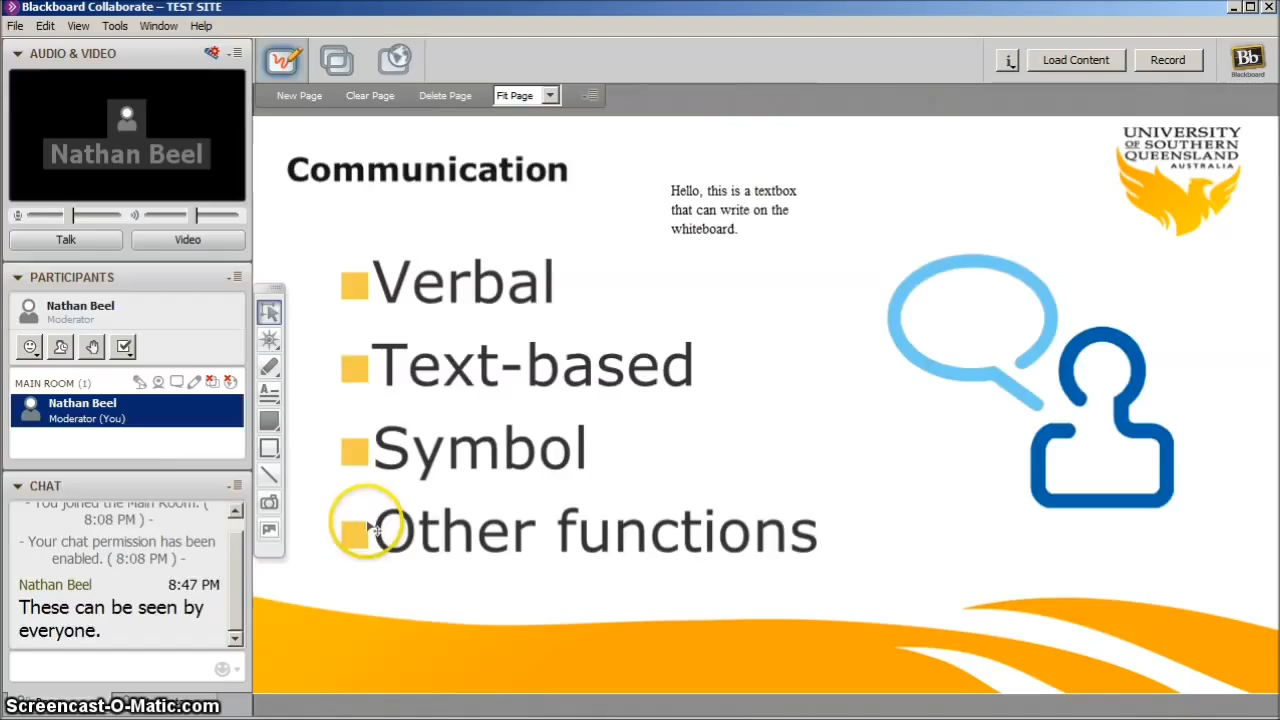 Blackboard Collaborate – TEST SITE
File Edit View Tools Window Help
AUDIO & VIDEO
Nathan Beel
Talk Video
PARTICIPANTS
Nathan Beel
Moderator
MAIN ROOM (1)
Nathan Beel
Moderator (You)
CHAT
- You joined the Main Room. (
8:08 PM ) -
- Your chat permission has been
enabled. ( 8:08 PM ) -
Nathan Beel 8:47 PM
These can be seen by
everyone.
Load Content Record
Bb
Blackboard
New Page Clear Page Delete Page Fit Page
Communication
Hello, this is a textbox
that can write on the
whiteboard.
UNIVERSITY
OF SOUTHERN
QUEENSLAND
AUSTRALIA
Verbal
Text-based
Symbol
Other functions
Screencast-O-Matic.com